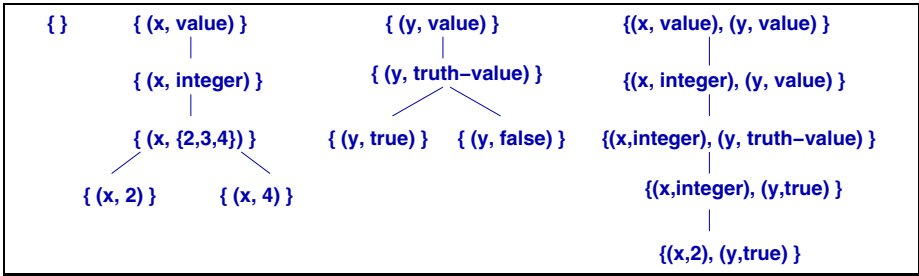 { } { (x, value) } { (y, value) } {(x, value), (y, value) }
{ (x, integer) } { (y, truth−value) } {(x, integer), (y, value) }
{ (x, {2,3,4}) } { (y, true) } { (y, false) } {(x,integer), (y, truth−value) }
{ (x, 2) } { (x, 4) } {(x,integer), (y,true) }
{(x,2), (y,true) }